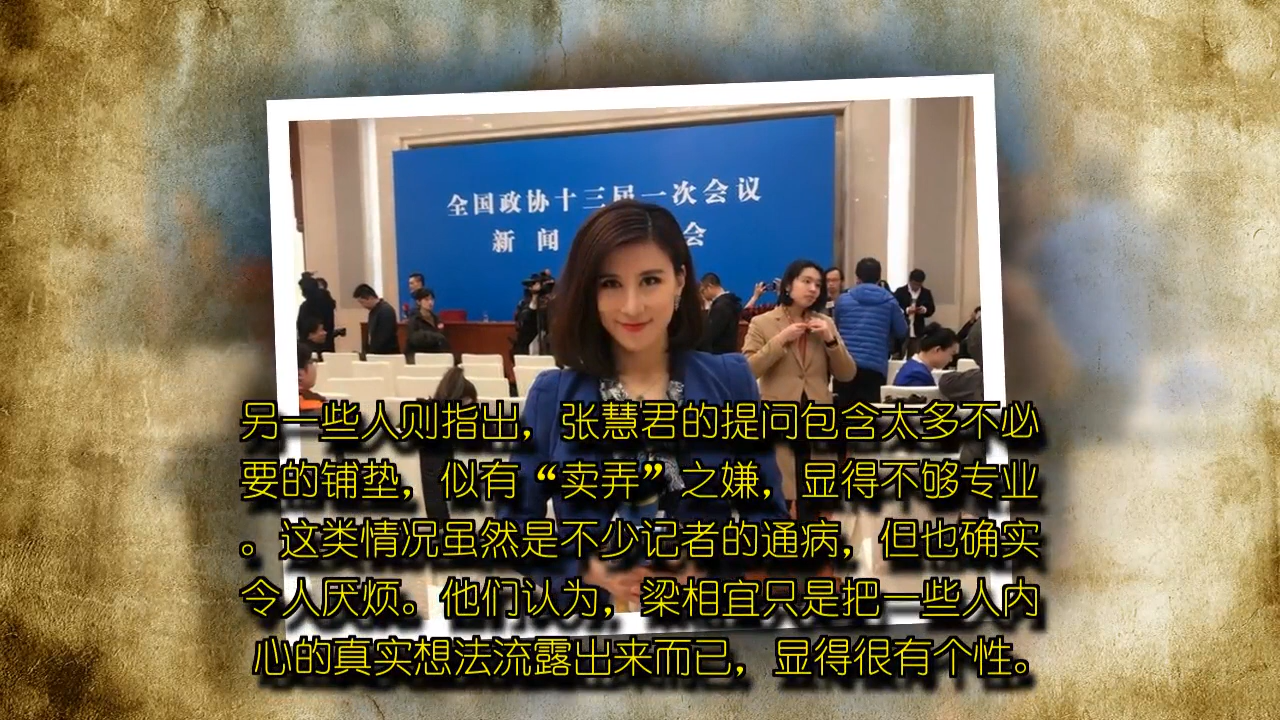 全国政协十三届一次会议
新闻 会
另一些人则指出，张慧君的提问包含太多不必
要的铺垫，似有“卖弄”之嫌，显得不够专业
。这类情况虽然是不少记者的通病，但也确实
令人厌烦。他们认为，梁相宜只是把一些人内
心的真实想法流露出来而已，显得很有个性。